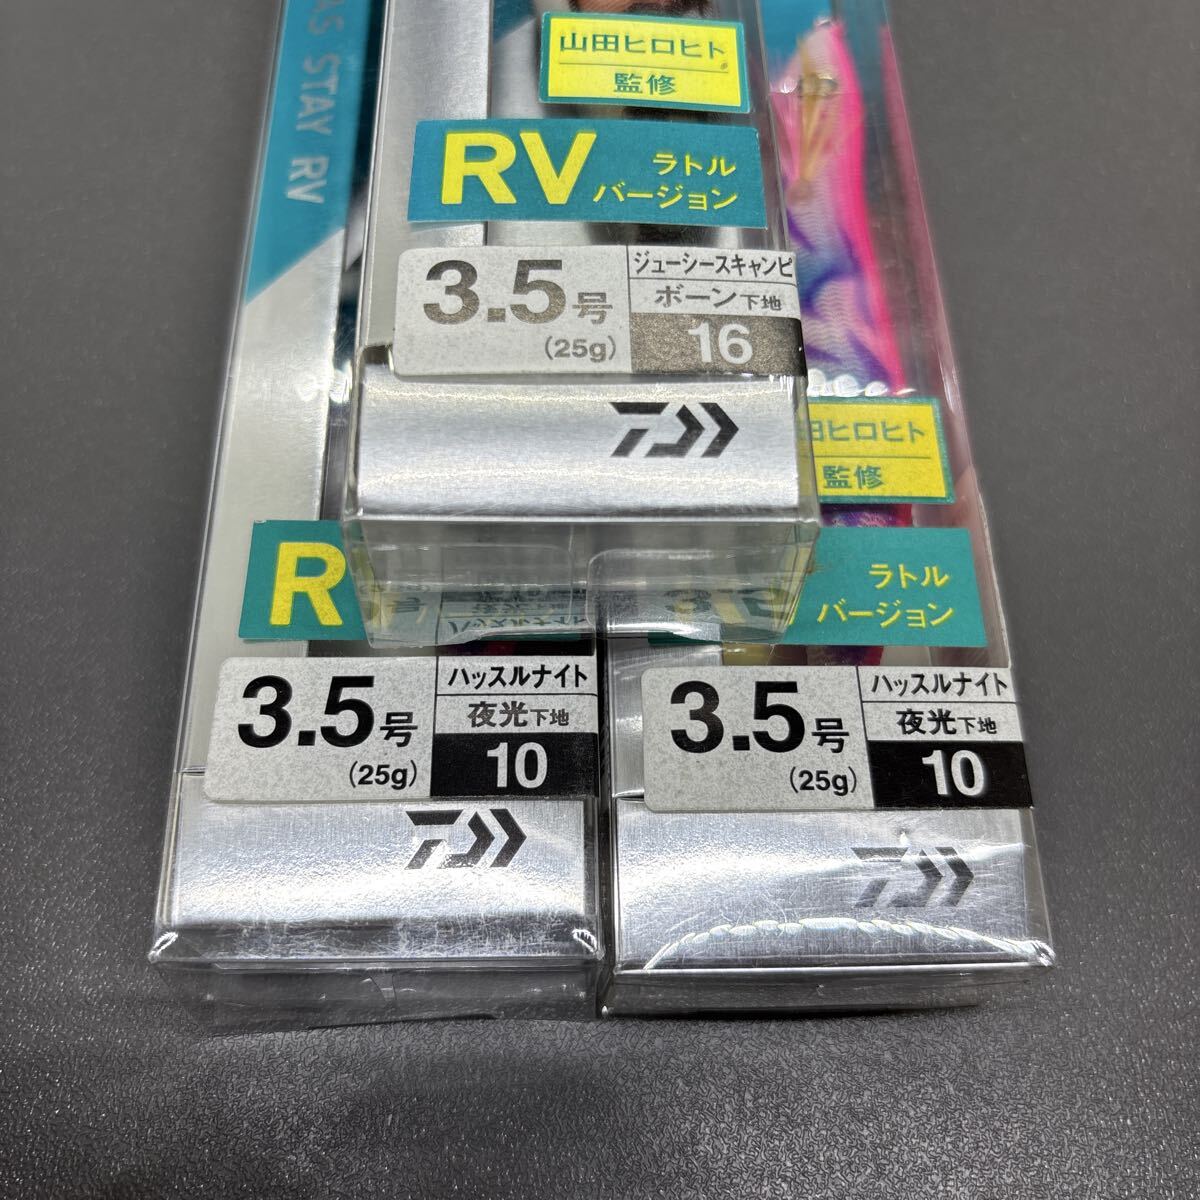 AS STAY RV
山田ヒロヒト
監修
RV ラトル
バージョン
3.5号
(25g)
ジューシースキャンピ
ボーン下地
16
田ヒロヒト
監修
R
ラトル
バージョン
3.5号
(25g)
ハッスルナイト
夜光下地
10
3.5号
(25g)
ハッスルナイト
夜光下地
10